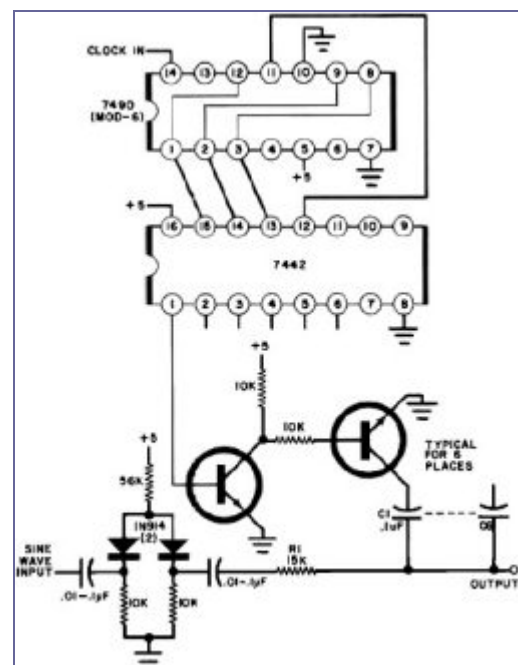 CLOCK IN
14 13 12 11 10 9 8
7490
(MOD-6)
1 2 3 4 5 6 7
+5
+5
16 15 14 13 12 11 10 9
7442
1 2 3 4 5 6 7 8
+5
10K
10K
TYPICAL
FOR 6
PLACES
+5
56K
1N914
(2)
C1
.1µF
C6
SINE
WAVE
INPUT
.01-.1µF
10K
10K
.01-.1µF
R1
15K
OUTPUT